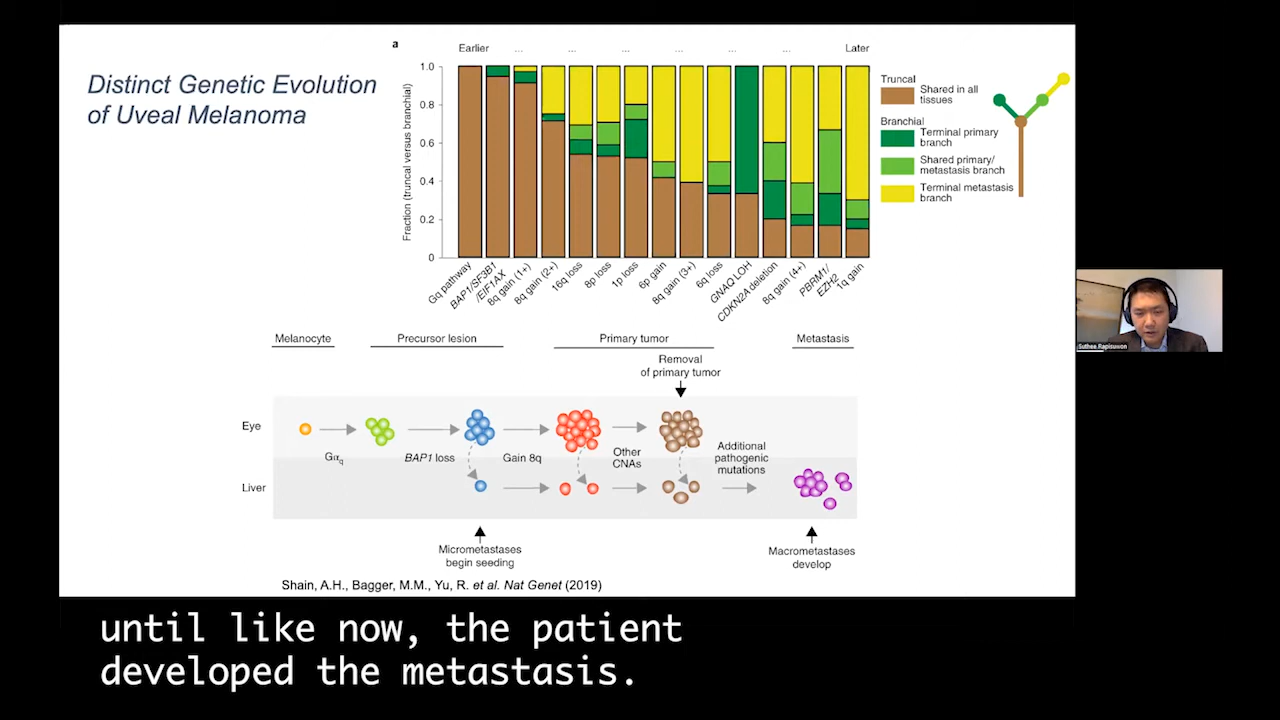 Distinct Genetic Evolution
of Uveal Melanoma
a
Earlier ... ... ... ... ... ... Later
Fraction (truncal versus branchial)
1.0
0.8
0.6
0.4
0.2
0
Gq pathway
BAP1/SF3B1
/EIF1AX
8q gain (1+)
8q gain (2+)
16q loss
8p loss
1p loss
6p gain
8q gain (3+)
6q loss
GNAQ LOH
CDKN2A deletion
8q gain (4+)
PBRM1/
EZH2
1q gain
Truncal
Shared in all
tissues
Branchial
Terminal primary
branch
Shared primary/
metastasis branch
Terminal metastasis
branch
Suthee Rapisuwon
Melanocyte
Precursor lesion
Primary tumor
Metastasis
Removal
of primary tumor
Eye
Gαq
BAP1 loss
Gain 8q
Other
CNAs
Additional
pathogenic
mutations
Liver
Micrometastases
begin seeding
Macrometastases
develop
Shain, A.H., Bagger, M.M., Yu, R. et al. Nat Genet (2019)
until like now, the patient
developed the metastasis.